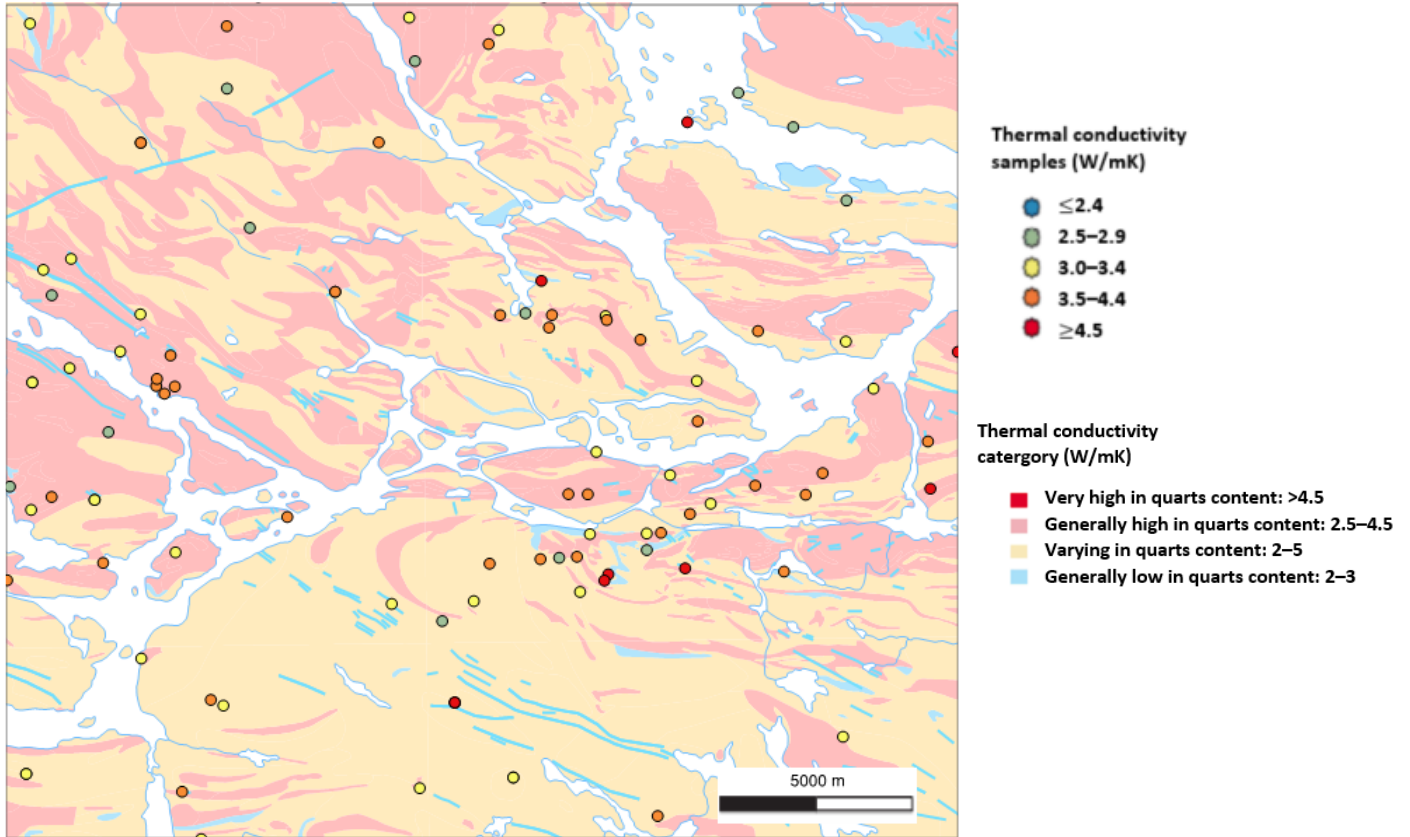 Thermal conductivity
samples (W/mK)
≤2.4
2.5–2.9
3.0–3.4
3.5–4.4
≥4.5
Thermal conductivity
catergory (W/mK)
Very high in quarts content: >4.5
Generally high in quarts content: 2.5–4.5
Varying in quarts content: 2–5
Generally low in quarts content: 2–3
5000 m